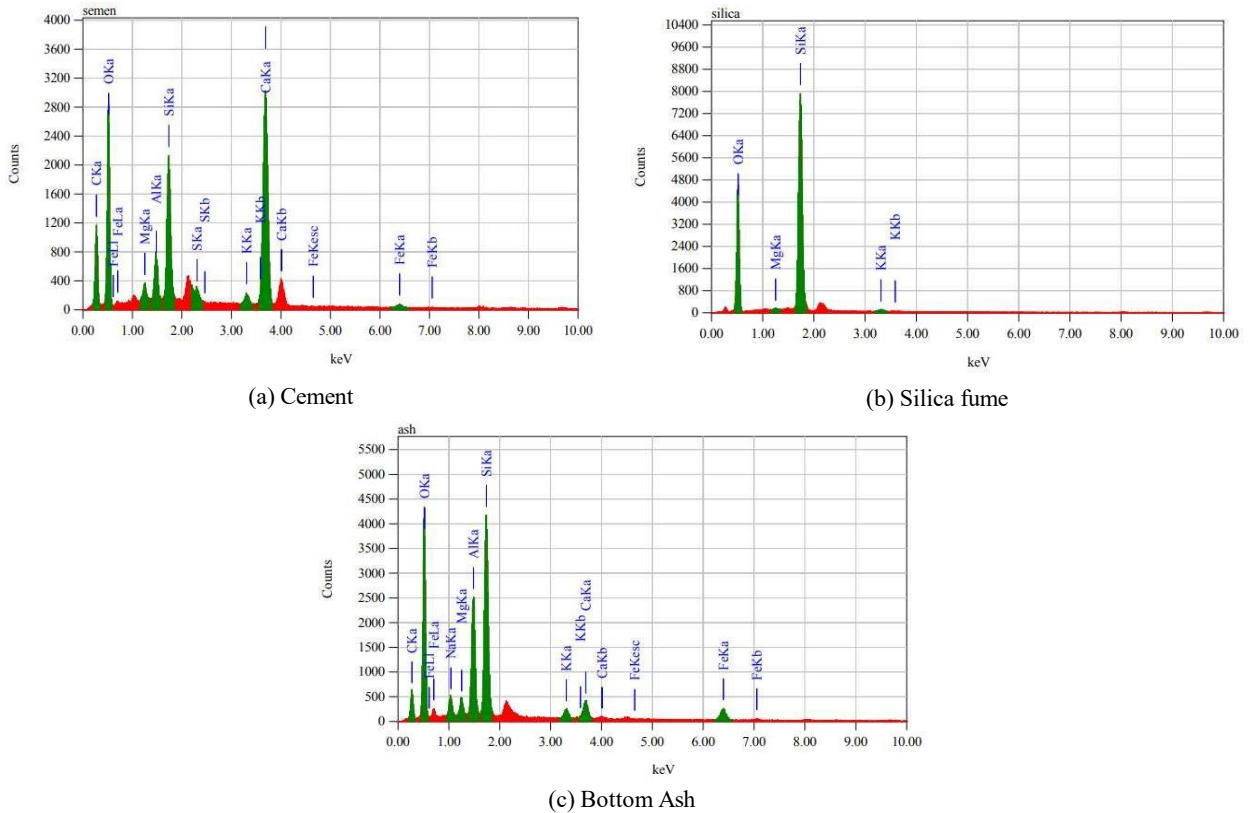 semen
4000
3600
3200
2800
2400
2000
1600
1200
800
400
0
Counts
CKa
OKa
FeLl
FeLa
MgKa
AlKa
SiKa
SKa
SKb
KKa
KKb
CaKa
CaKb
FeKesc
FeKa
FeKb
0.00 1.00 2.00 3.00 4.00 5.00 6.00 7.00 8.00 9.00 10.00
keV
(a) Cement
silica
10400
9600
8800
8000
7200
6400
5600
4800
4000
3200
2400
1600
800
0
Counts
OKa
MgKa
SiKa
KKa
KKb
0.00 1.00 2.00 3.00 4.00 5.00 6.00 7.00 8.00 9.00 10.00
keV
(b) Silica fume
ash
5500
5000
4500
4000
3500
3000
2500
2000
1500
1000
500
0
Counts
CKa
OKa
FeLl
FeLa
NaKa
MgKa
AlKa
SiKa
KKa
KKb
CaKa
CaKb
FeKesc
FeKa
FeKb
0.00 1.00 2.00 3.00 4.00 5.00 6.00 7.00 8.00 9.00 10.00
keV
(c) Bottom Ash